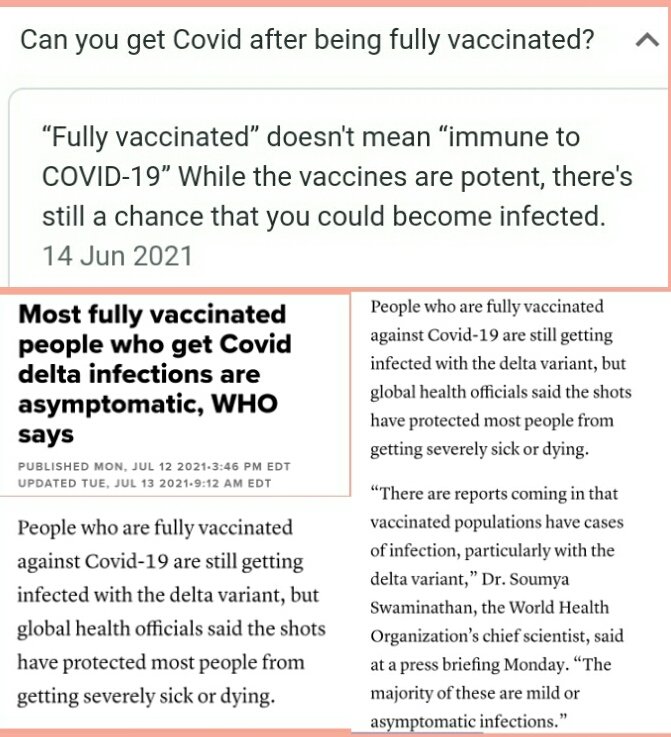 Can you get Covid after being fully vaccinated?
“Fully vaccinated” doesn't mean “immune to
COVID-19” While the vaccines are potent, there's
still a chance that you could become infected.
14 Jun 2021
Most fully vaccinated
people who get Covid
delta infections are
asymptomatic, WHO
says
PUBLISHED MON, JUL 12 2021•3:46 PM EDT
UPDATED TUE, JUL 13 2021•9:12 AM EDT
People who are fully vaccinated
against Covid-19 are still getting
infected with the delta variant, but
global health officials said the shots
have protected most people from
getting severely sick or dying.
People who are fully vaccinated
against Covid-19 are still getting
infected with the delta variant, but
global health officials said the shots
have protected most people from
getting severely sick or dying.
“There are reports coming in that
vaccinated populations have cases
of infection, particularly with the
delta variant,” Dr. Soumya
Swaminathan, the World Health
Organization’s chief scientist, said
at a press briefing Monday. “The
majority of these are mild or
asymptomatic infections.”